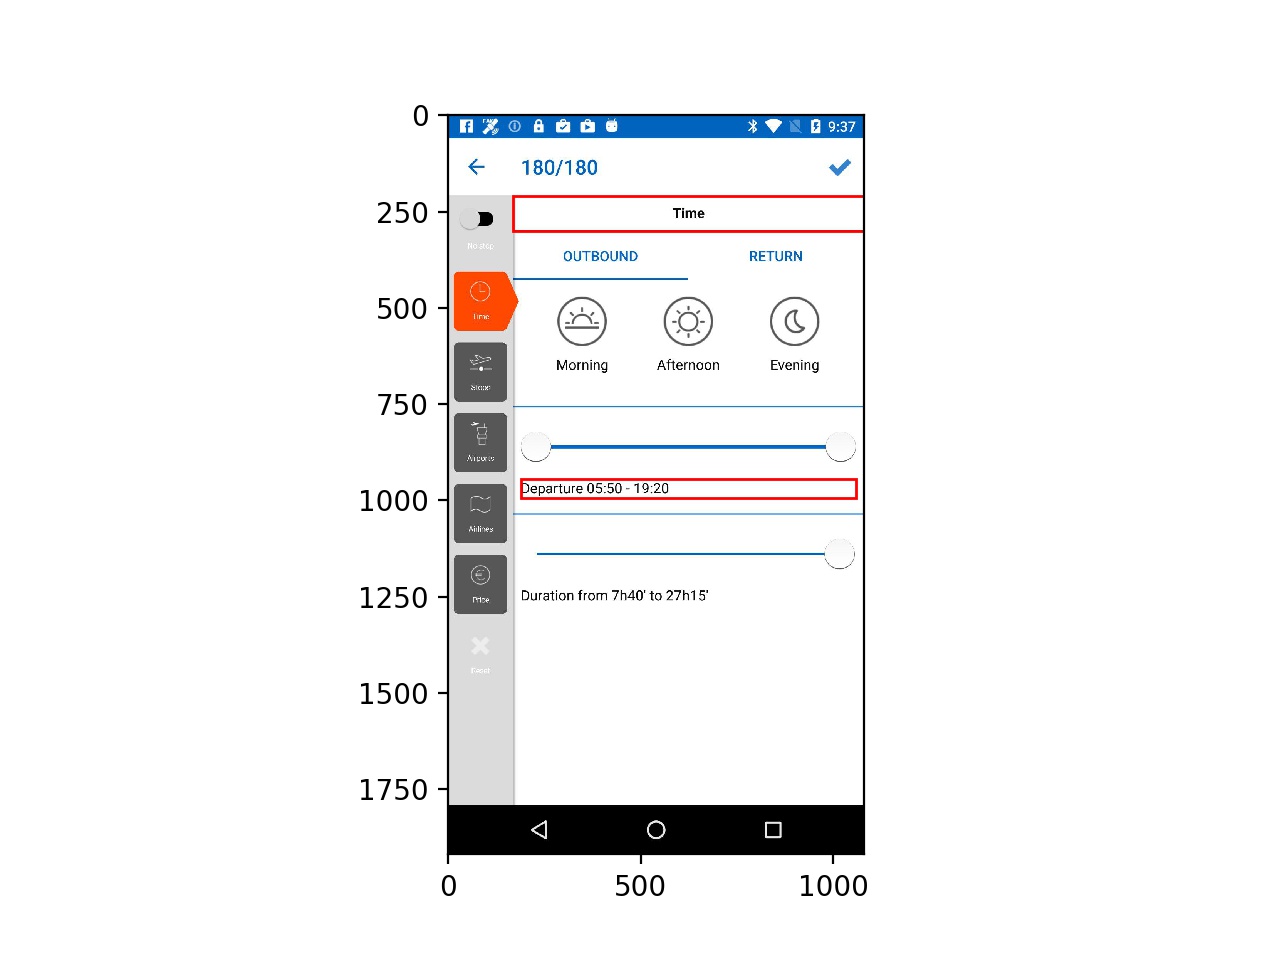 0
250
500
750
1000
1250
1500
1750
0
500
1000
9:37
180/180
No stop
Time
Stops
Airports
Airlines
Price
Reset
Time
OUTBOUND
RETURN
Morning
Afternoon
Evening
Departure 05:50 - 19:20
Duration from 7h40' to 27h15'